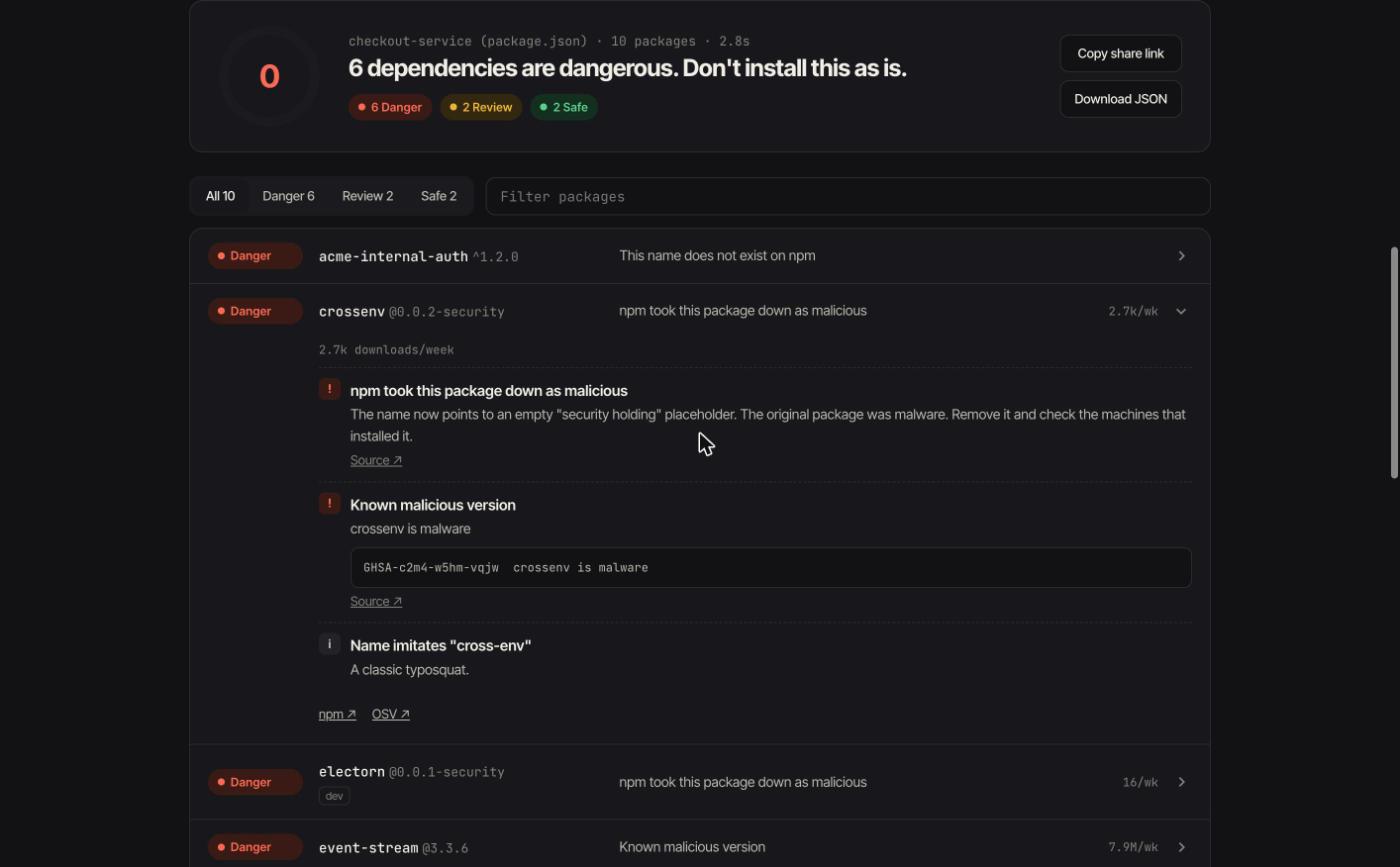 0
checkout-service (package.json) · 10 packages · 2.8s
6 dependencies are dangerous. Don't install this as is.
6 Danger 2 Review 2 Safe
Copy share link
Download JSON
All 10 Danger 6 Review 2 Safe 2 Filter packages
Danger acme-internal-auth ^1.2.0 This name does not exist on npm
Danger crossenv @0.0.2-security npm took this package down as malicious 2.7k/wk
2.7k downloads/week
! npm took this package down as malicious
The name now points to an empty "security holding" placeholder. The original package was malware. Remove it and check the machines that
installed it.
Source ↗
! Known malicious version
crossenv is malware
GHSA-c2m4-w5hm-vqjw crossenv is malware
Source ↗
i Name imitates "cross-env"
A classic typosquat.
npm ↗ OSV ↗
Danger electorn @0.0.1-security npm took this package down as malicious 16/wk
dev
Danger event-stream @3.3.6 Known malicious version 7.9M/wk